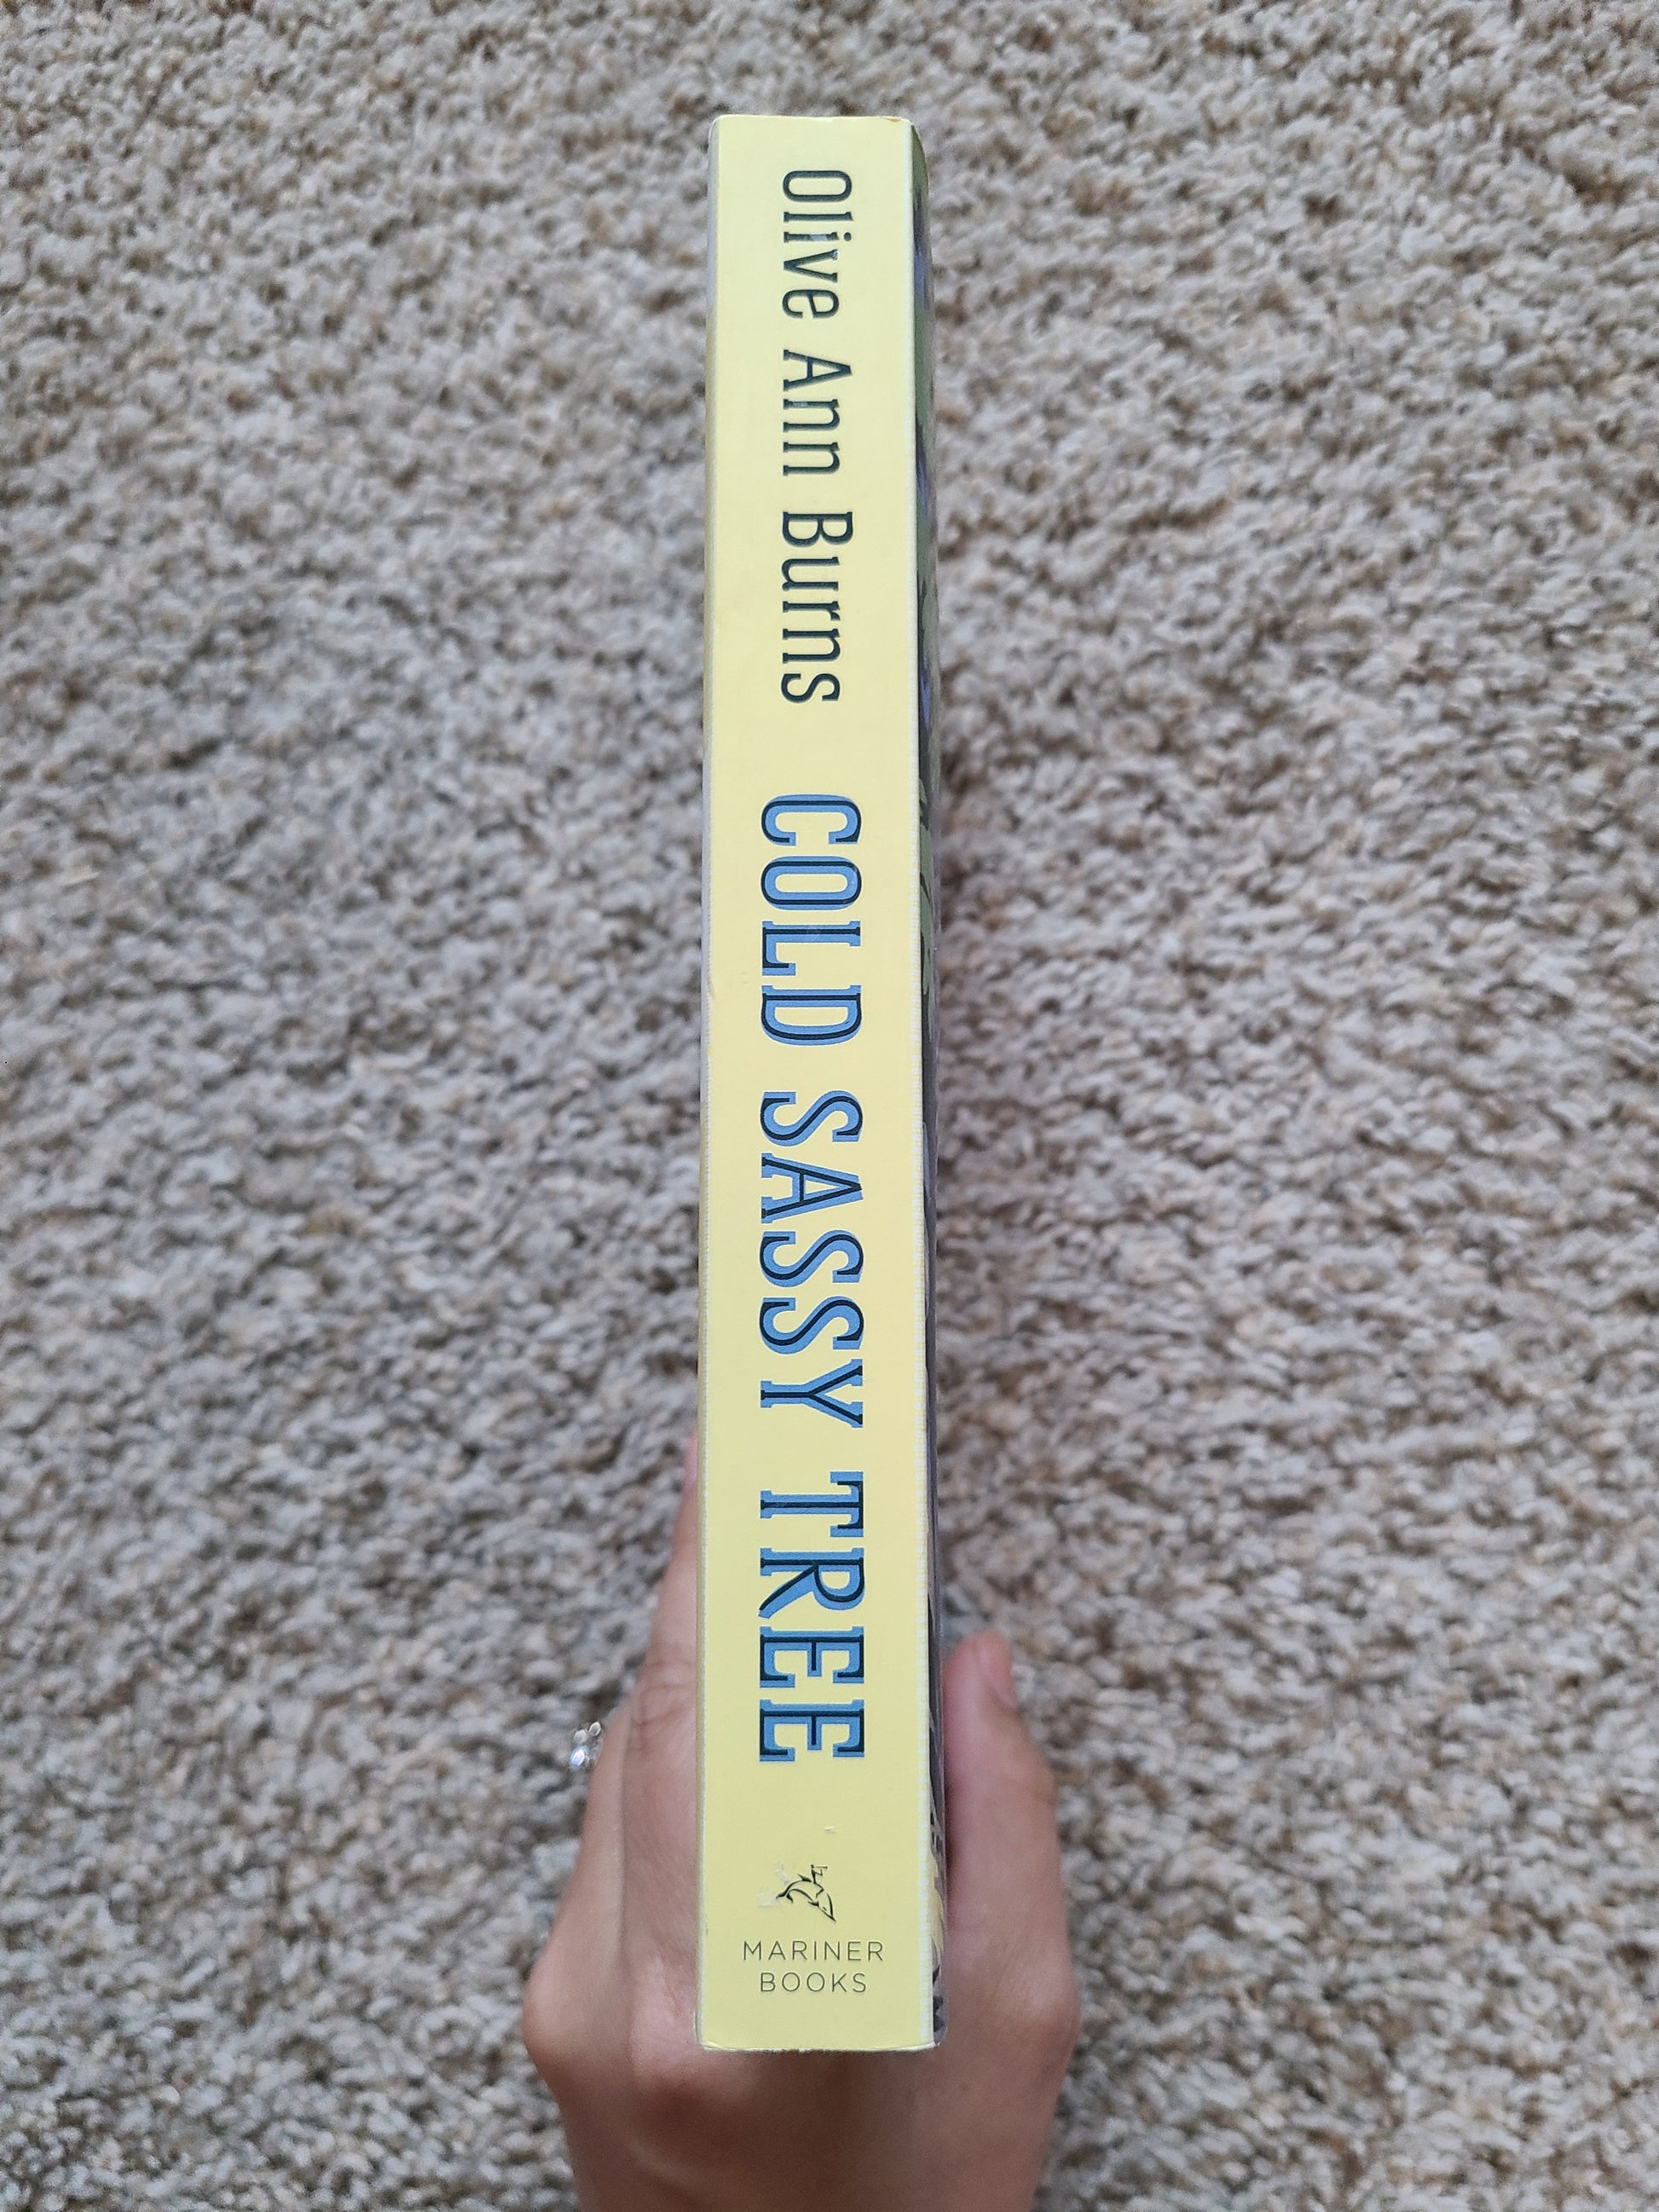 Olive Ann Burns
COLD SASSY TREE
MARINER
BOOKS